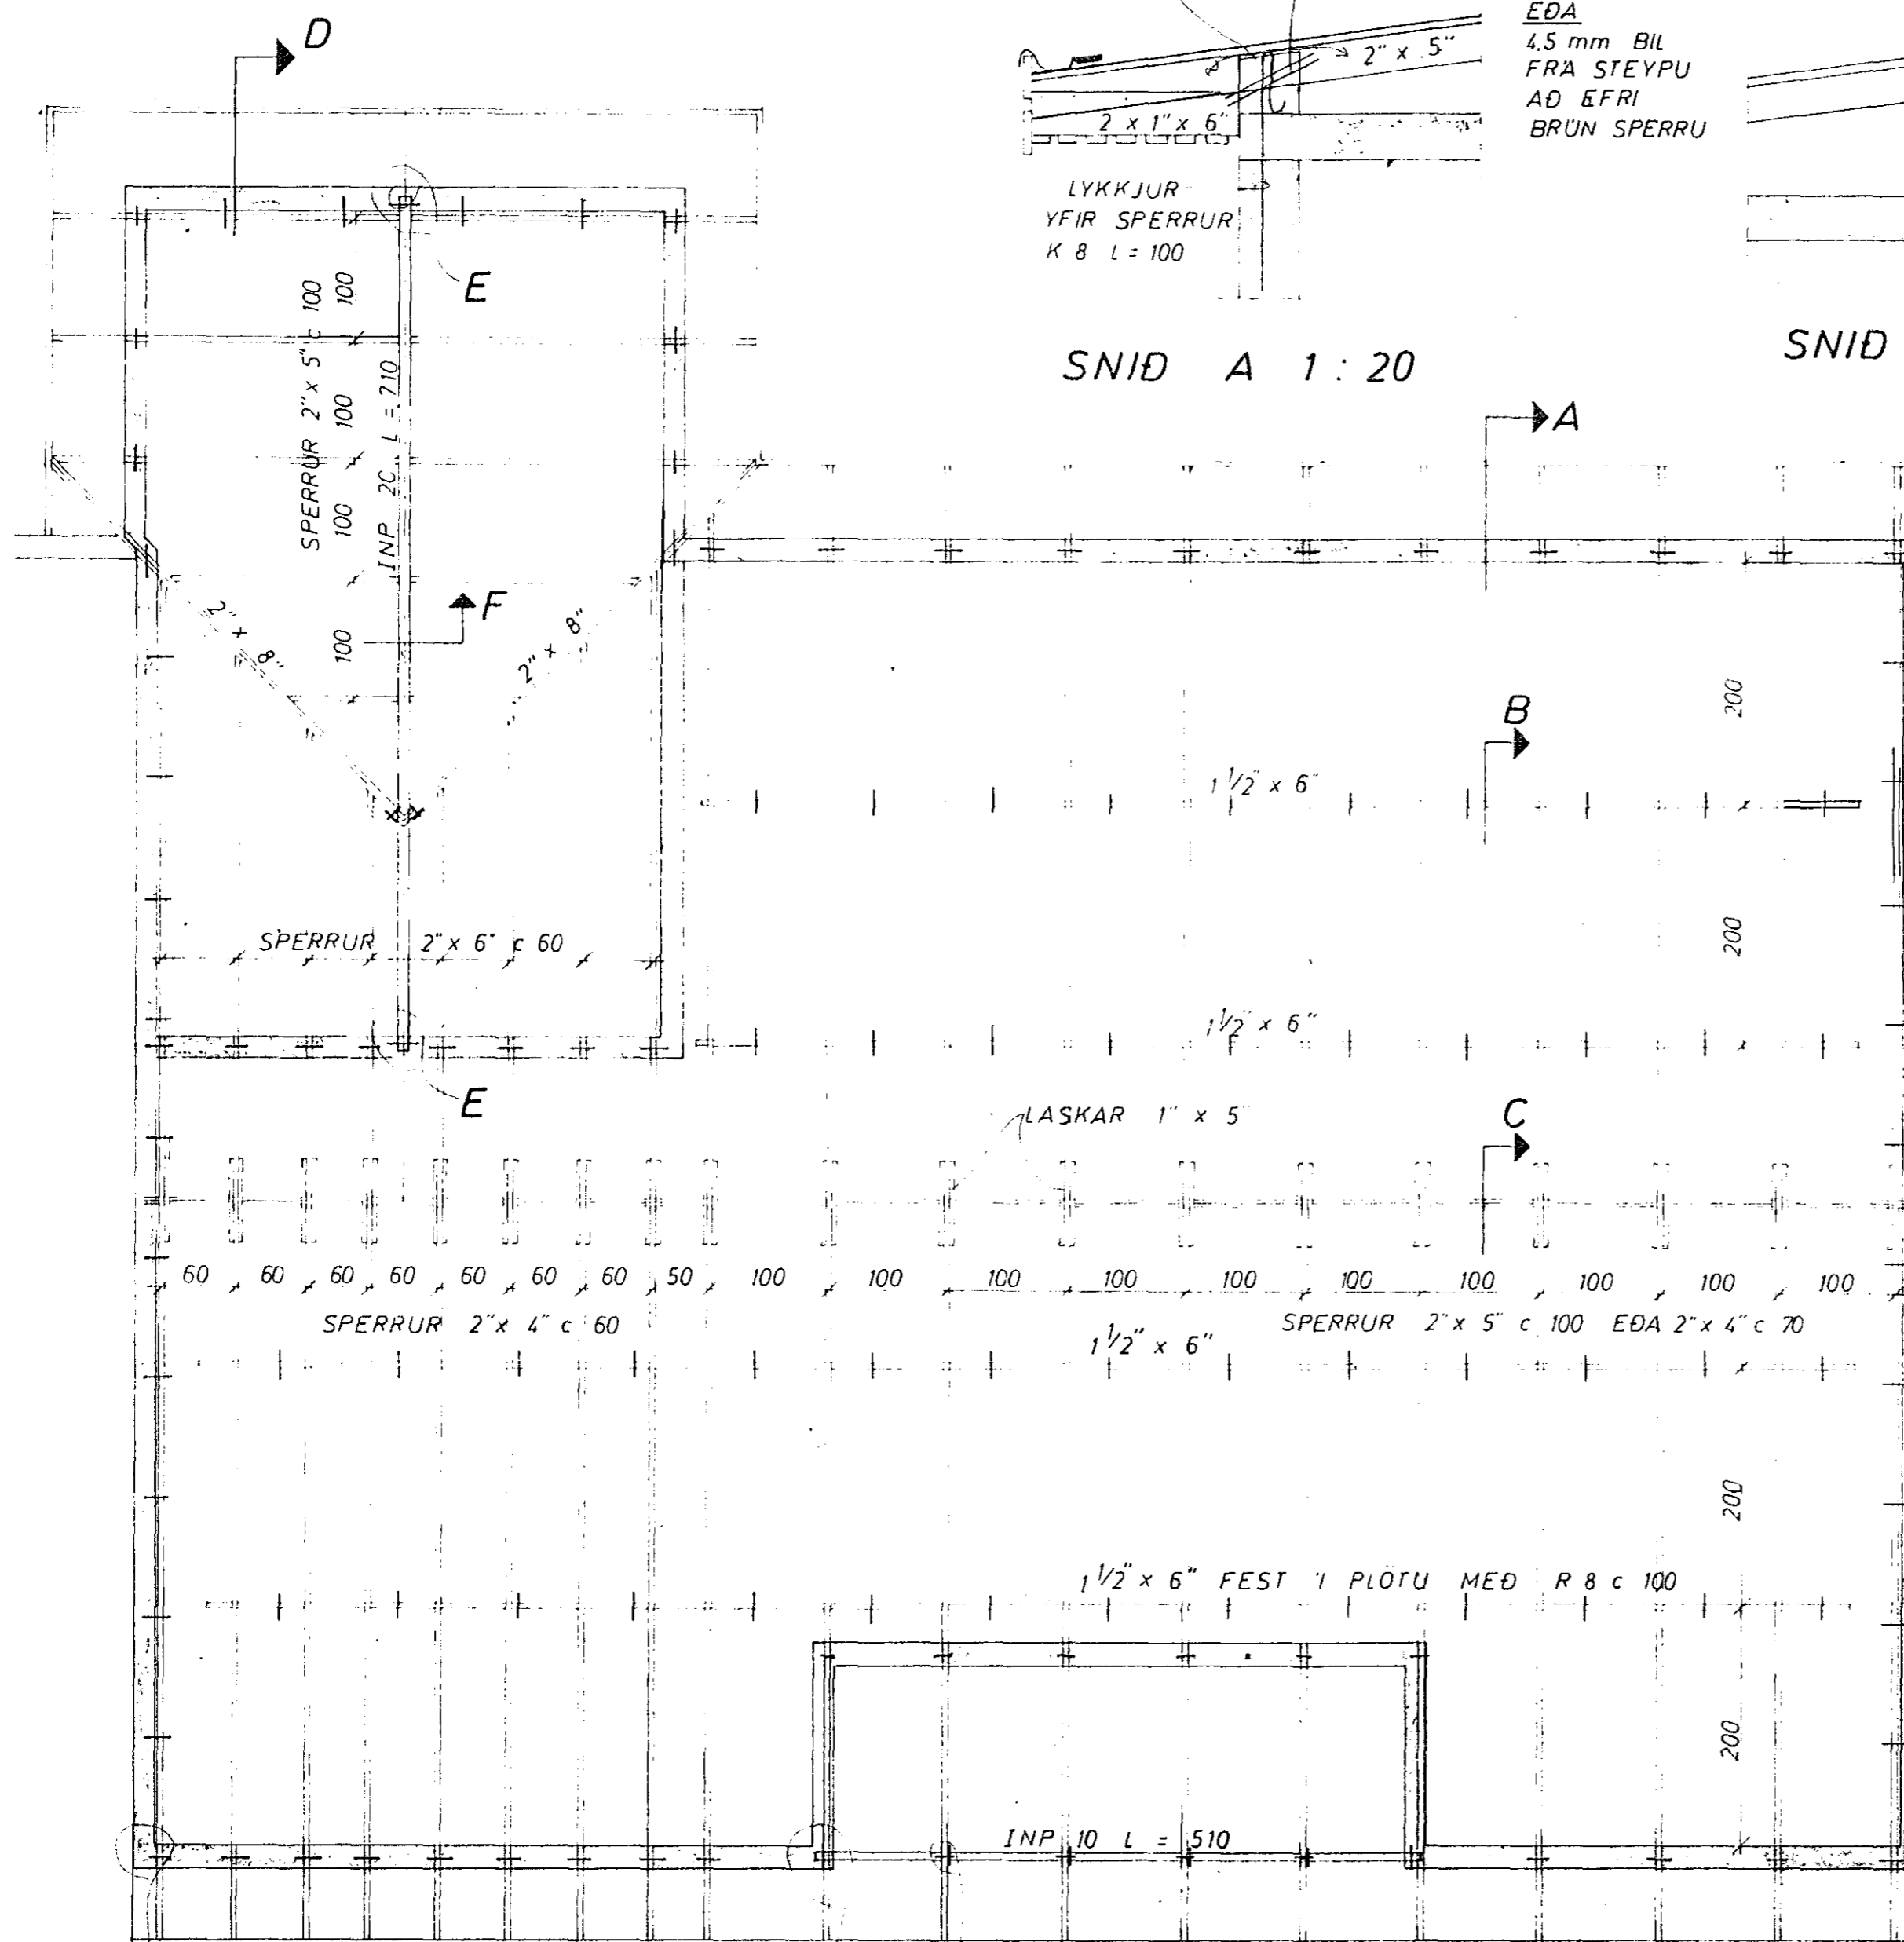 D
EÐA
4.5 mm BIL
FRÁ STEYPU
AÐ EFRI
BRÚN SPERRU
2" x 5"
2 x 1" x 6"
LYKKJUR
YFIR SPERRUR
K 8 L = 100
E
SNIÐ A 1 : 20
SNIÐ
A
SPERRUR 2" x 5" c 100
100
100
100
100
INP 20 L = 710
F
2" + 8"
2" + 8"
200
B
1 1/2" x 6"
SPERRUR 2" x 6" c 60
200
1 1/2" x 6"
E
LASKAR 1" x 5
C
60 60 60 60 60 60 60 50 100 100 100 100 100 100 100 100 100 100
SPERRUR 2" x 4" c 60
SPERRUR 2" x 5" c 100 EÐA 2" x 4" c 70
1 1/2" x 6"
200
1 1/2" x 6" FEST Í PLÖTU MEÐ R 8 c 100
200
INP 10 L = 510